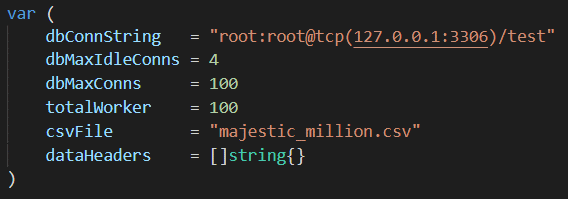 var (
    dbConnString   = "root:root@tcp(127.0.0.1:3306)/test"
    dbMaxIdleConns = 4
    dbMaxConns     = 100
    totalWorker    = 100
    csvFile        = "majestic_million.csv"
    dataHeaders    = []string{}
)